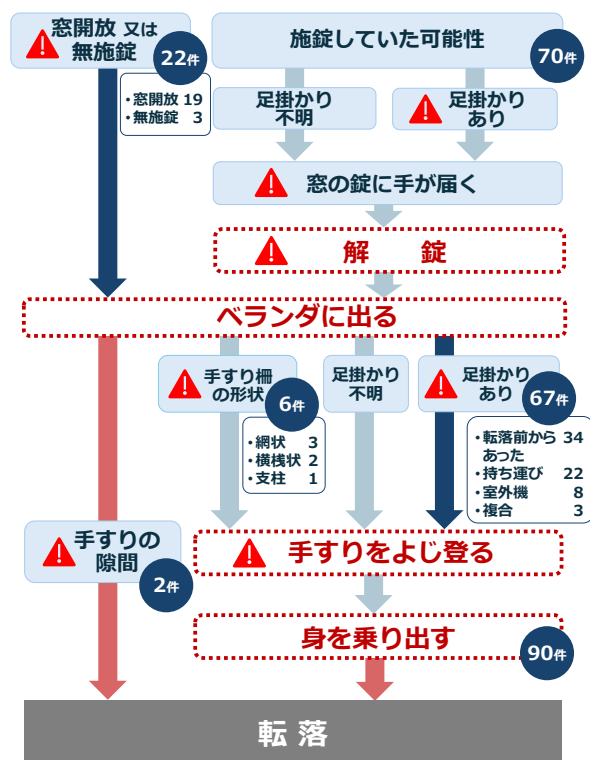 窓開放 又は
無施錠
22件
・窓開放 19
・無施錠 3
施錠していた可能性
70件
足掛かり
不明
足掛かり
あり
窓の錠に手が届く
解 錠
ベランダに出る
手すり柵
の形状
6件
・網状 3
・横桟状 2
・支柱 1
足掛かり
不明
足掛かり
あり
67件
・転落前から 34
あった
・持ち運び 22
・室外機 8
・複合 3
手すりの
隙間
2件
手すりをよじ登る
身を乗り出す
90件
転 落